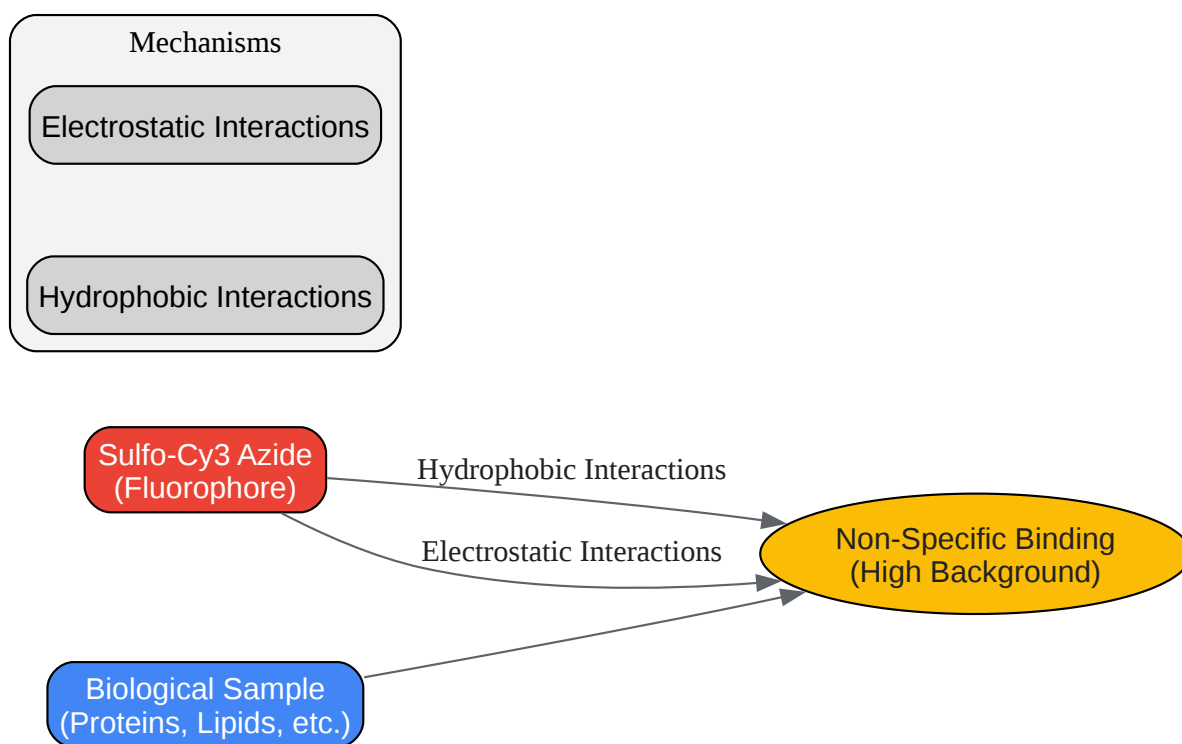 Mechanisms
Electrostatic Interactions
Hydrophobic Interactions
Sulfo-Cy3 Azide
(Fluorophore)
Hydrophobic Interactions
Electrostatic Interactions
Non-Specific Binding
(High Background)
Biological Sample
(Proteins, Lipids, etc.)